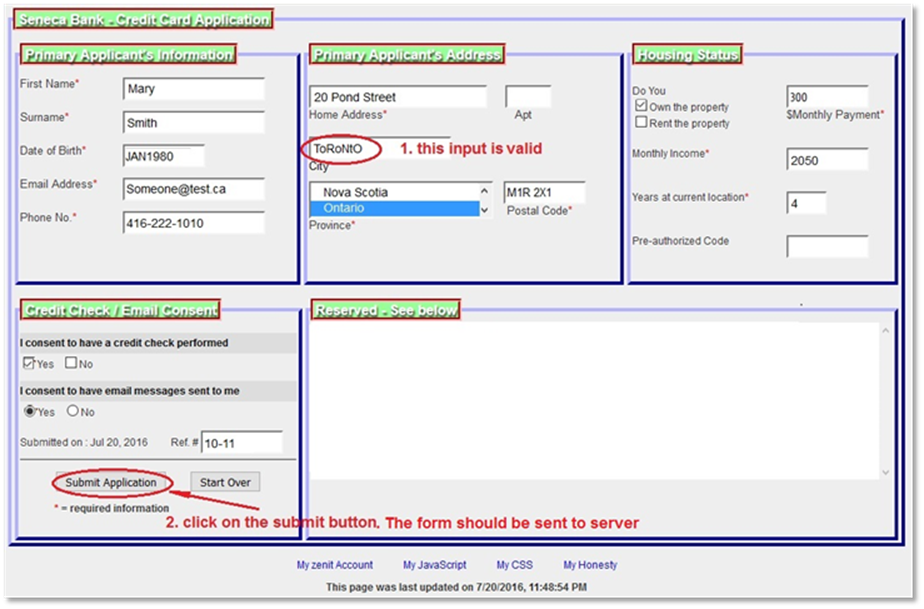 Seneca Bank - Credit Card Application
Primary Applicant's Information
First Name* Mary
Surname* Smith
Date of Birth* JAN1980
Email Address* Someone@test.ca
Phone No.* 416-222-1010
Primary Applicant's Address
20 Pond Street
Home Address* Apt
ToRoNtO 1. this input is valid
City
Nova Scotia
Ontario
M1R 2X1
Province* Postal Code*
Housing Status
Do You
Own the property
Rent the property
300
$Monthly Payment*
Monthly Income* 2050
Years at current location* 4
Pre-authorized Code
Credit Check / Email Consent
I consent to have a credit check performed
Yes No
I consent to have email messages sent to me
Yes No
Submitted on : Jul 20, 2016 Ref. # 10-11
Submit Application Start Over
* = required information
2. click on the submit button. The form should be sent to server
Reserved - See below
My zenit Account My JavaScript My CSS My Honesty
This page was last updated on 7/20/2016, 11:48:54 PM